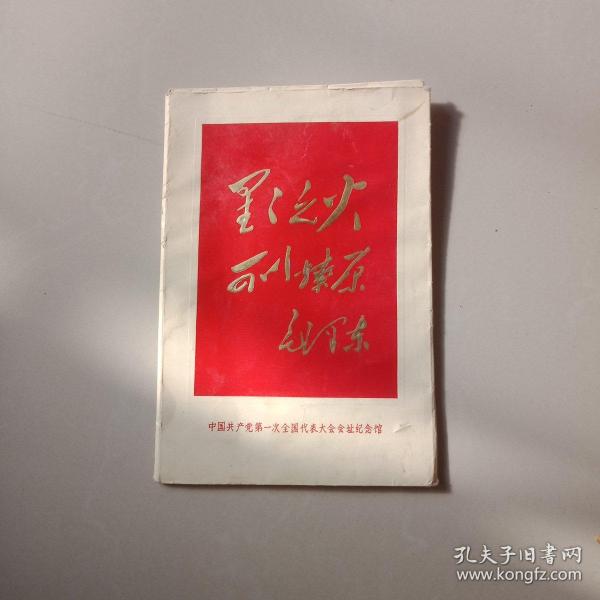 星々之火
可以燎原
毛泽东
中国共产党第一次全国代表大会会址纪念馆
孔夫子旧书网
www.kongfz.com